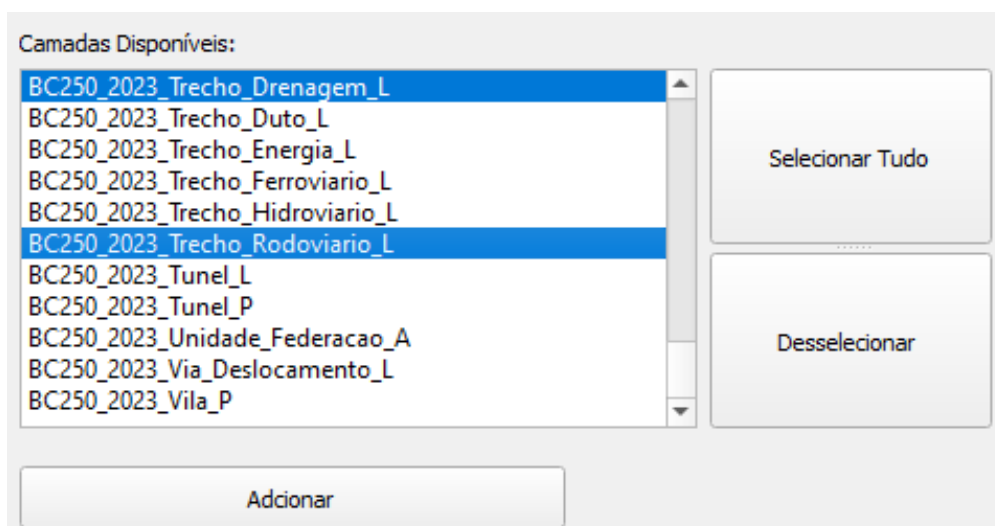 Camadas Disponíveis:
BC250_2023_Trecho_Drenagem_L
BC250_2023_Trecho_Duto_L
BC250_2023_Trecho_Energia_L
BC250_2023_Trecho_Ferroviario_L
BC250_2023_Trecho_Hidroviario_L
BC250_2023_Trecho_Rodoviario_L
BC250_2023_Tunel_L
BC250_2023_Tunel_P
BC250_2023_Unidade_Federacao_A
BC250_2023_Via_Deslocamento_L
BC250_2023_Vila_P
Selecionar Tudo
Desselecionar
Adcionar